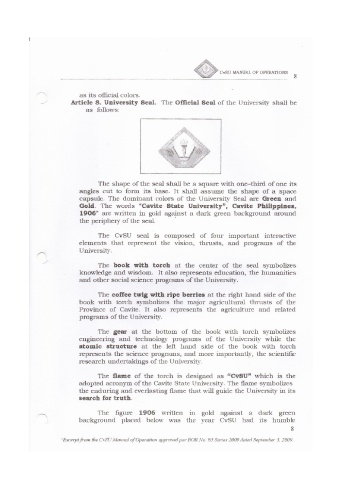 CvSU MANUAL OF OPERATIONS
8
as its official colors.
Article 8. University Seal. The Official Seal of the University shall be
as follows:
The shape of the seal shall be a square with one-third of one its
angles cut to form its base. It shall assume the shape of a space
capsule. The dominant colors of the University Seal are Green and
Gold. The words "Cavite State University", Cavite Philippines,
1906" are written in gold against a dark green background around
the periphery of the seal.
The CvSU seal is composed of four important interactive
elements that represent the vision, thrusts, and programs of the
University.
The book with torch at the center of the seal symbolizes
knowledge and wisdom. It also represents education, the humanities
and other social science programs of the University.
The coffee twig with ripe berries at the right hand side of the
book with torch symbolizes the major agricultural thrusts of the
Province of Cavite. It also represents the agriculture and related
programs of the University.
The gear at the bottom of the book with torch symbolizes
engineering and technology programs of the University while the
atomic structure at the left hand side of the book with torch
represents the science programs, and more importantly, the scientific
research undertakings of the University.
The flame of the torch is designed as "CvSU" which is the
adopted acronym of the Cavite State University. The flame symbolizes
the enduring and everlasting flame that will guide the University in its
search for truth.
The figure 1906 written in gold against a dark green
background placed below was the year CvSU had its humble
8
Excerpt from the CvSU Manual of Operation approved per BOR No. Series 2009 dated September 3, 2009